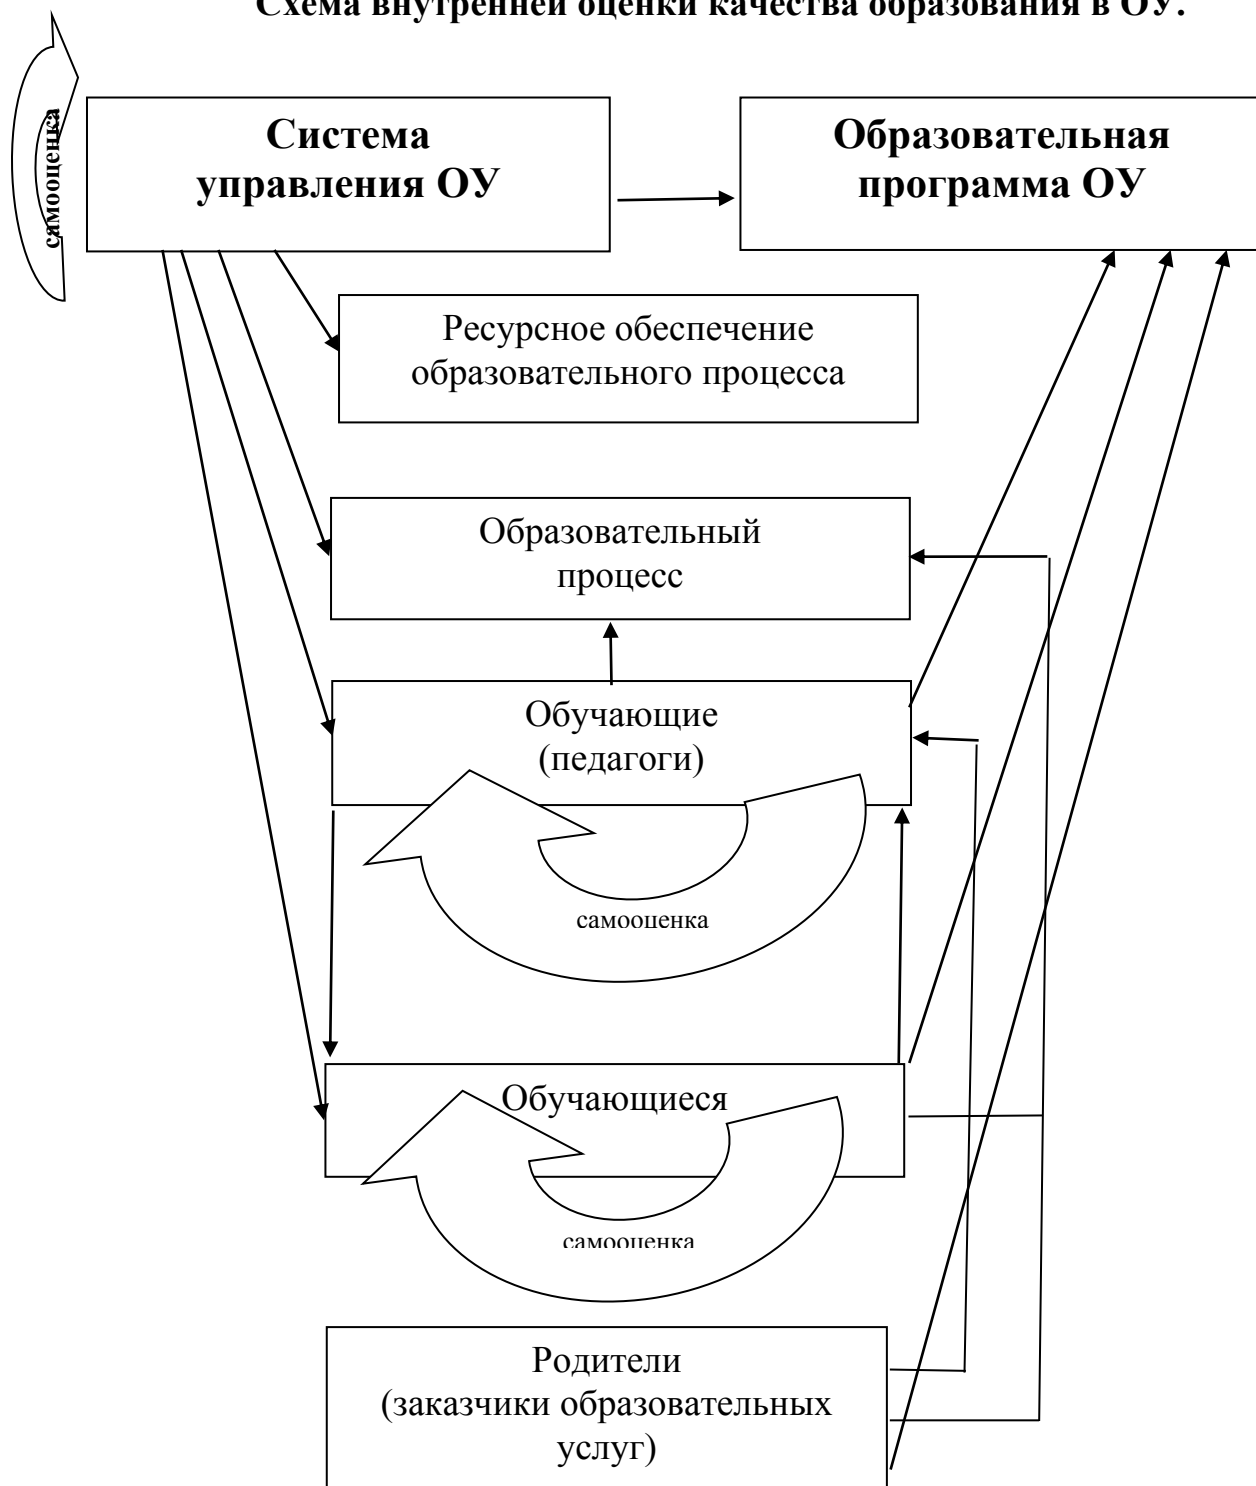 Схема внутренней оценки качества образования в ОУ.
самооценка
Система
управления ОУ
Образовательная
программа ОУ
Ресурсное обеспечение
образовательного процесса
Образовательный
процесс
Обучающие
(педагоги)
самооценка
Обучающиеся
самооценка
Родители
(заказчики образовательных
услуг)